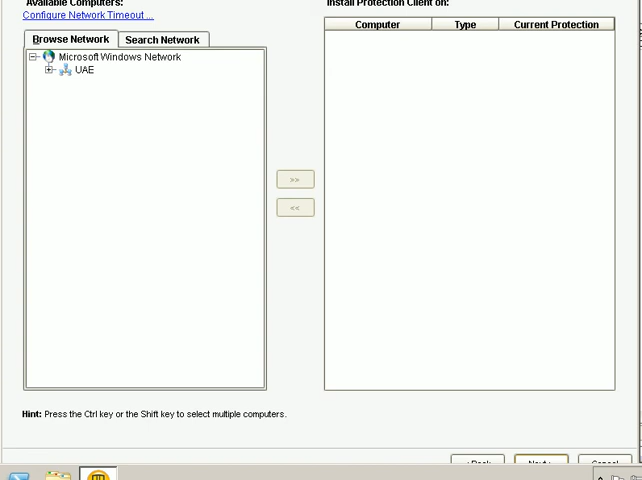 Available Computers:
Install Protection Client on:
Configure Network Timeout ...
Browse Network
Search Network
Microsoft Windows Network
UAE
Computer
Type
Current Protection
>>
<<
Hint: Press the Ctrl key or the Shift key to select multiple computers.